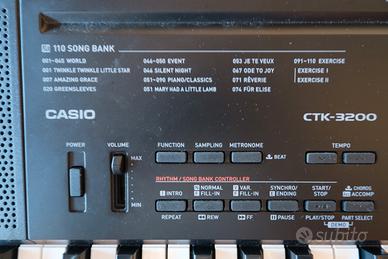 110 SONG BANK
001-045 WORLD
001 TWINKLE TWINKLE LITTLE STAR
007 AMAZING GRACE
020 GREENSLEEVES
046-050 EVENT
046 SILENT NIGHT
051-090 PIANO/CLASSICS
051 MARY HAD A LITTLE LAMB
053 JE TE VEUX
067 ODE TO JOY
071 RÊVERIE
074 FÜR ELISE
091-110 EXERCISE
EXERCISE I
EXERCISE II
CASIO
CTK-3200
POWER
VOLUME
MAX
MIN
FUNCTION
SAMPLING
METRONOME
BEAT
TEMPO
RHYTHM / SONG BANK CONTROLLER
INTRO
NORMAL FILL-IN
VAR. FILL-IN
SYNCHRO/ ENDING
START/ STOP
CHORDS ACCOMP
REPEAT
REW
FF
PAUSE
PLAY/STOP
PART SELECT
DEMO
subito